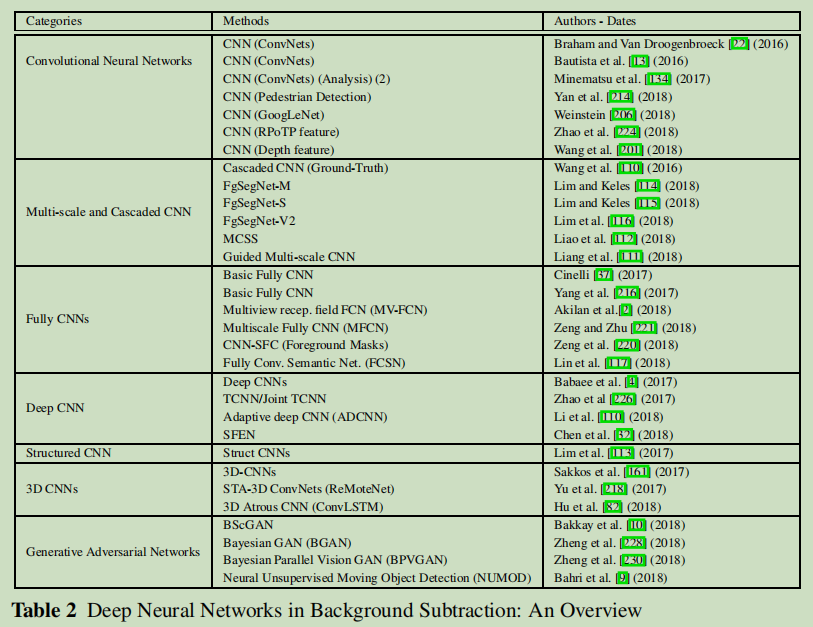 Categories Methods Authors - Dates
Convolutional Neural Networks CNN (ConvNets) Braham and Van Droogenbroeck [22] (2016)
CNN (ConvNets) Bautista et al. [13] (2016)
CNN (ConvNets) (Analysis) (2) Minematsu et al. [134] (2017)
CNN (Pedestrian Detection) Yan et al. [214] (2018)
CNN (GoogLeNet) Weinstein [206] (2018)
CNN (RPoTP feature) Zhao et al. [224] (2018)
CNN (Depth feature) Wang et al. [201] (2018)
Multi-scale and Cascaded CNN Cascaded CNN (Ground-Truth) Wang et al. [110] (2016)
FgSegNet-M Lim and Keles [114] (2018)
FgSegNet-S Lim and Keles [115] (2018)
FgSegNet-V2 Lim et al. [116] (2018)
MCSS Liao et al. [112] (2018)
Guided Multi-scale CNN Liang et al. [111] (2018)
Fully CNNs Basic Fully CNN Cinelli [37] (2017)
Basic Fully CNN Yang et al. [216] (2017)
Multiview recep. field FCN (MV-FCN) Akilan et al.[2] (2018)
Multiscale Fully CNN (MFCN) Zeng and Zhu [221] (2018)
CNN-SFC (Foreground Masks) Zeng et al. [220] (2018)
Fully Conv. Semantic Net. (FCSN) Lin et al. [117] (2018)
Deep CNN Deep CNNs Babaee et al. [4] (2017)
TCNN/Joint TCNN Zhao et al [226] (2017)
Adaptive deep CNN (ADCNN) Li et al. [110] (2018)
SFEN Chen et al. [32] (2018)
Structured CNN Struct CNNs Lim et al. [113] (2017)
3D CNNs 3D-CNNs Sakkos et al. [161] (2017)
STA-3D ConvNets (ReMoteNet) Yu et al. [218] (2017)
3D Atrous CNN (ConvLSTM) Hu et al. [82] (2018)
Generative Adversarial Networks BScGAN Bakkay et al. [10] (2018)
Bayesian GAN (BGAN) Zheng et al. [228] (2018)
Bayesian Parallel Vision GAN (BPVGAN) Zheng et al. [230] (2018)
Neural Unsupervised Moving Object Detection (NUMOD) Bahri et al. [9] (2018)
Table 2 Deep Neural Networks in Background Subtraction: An Overview